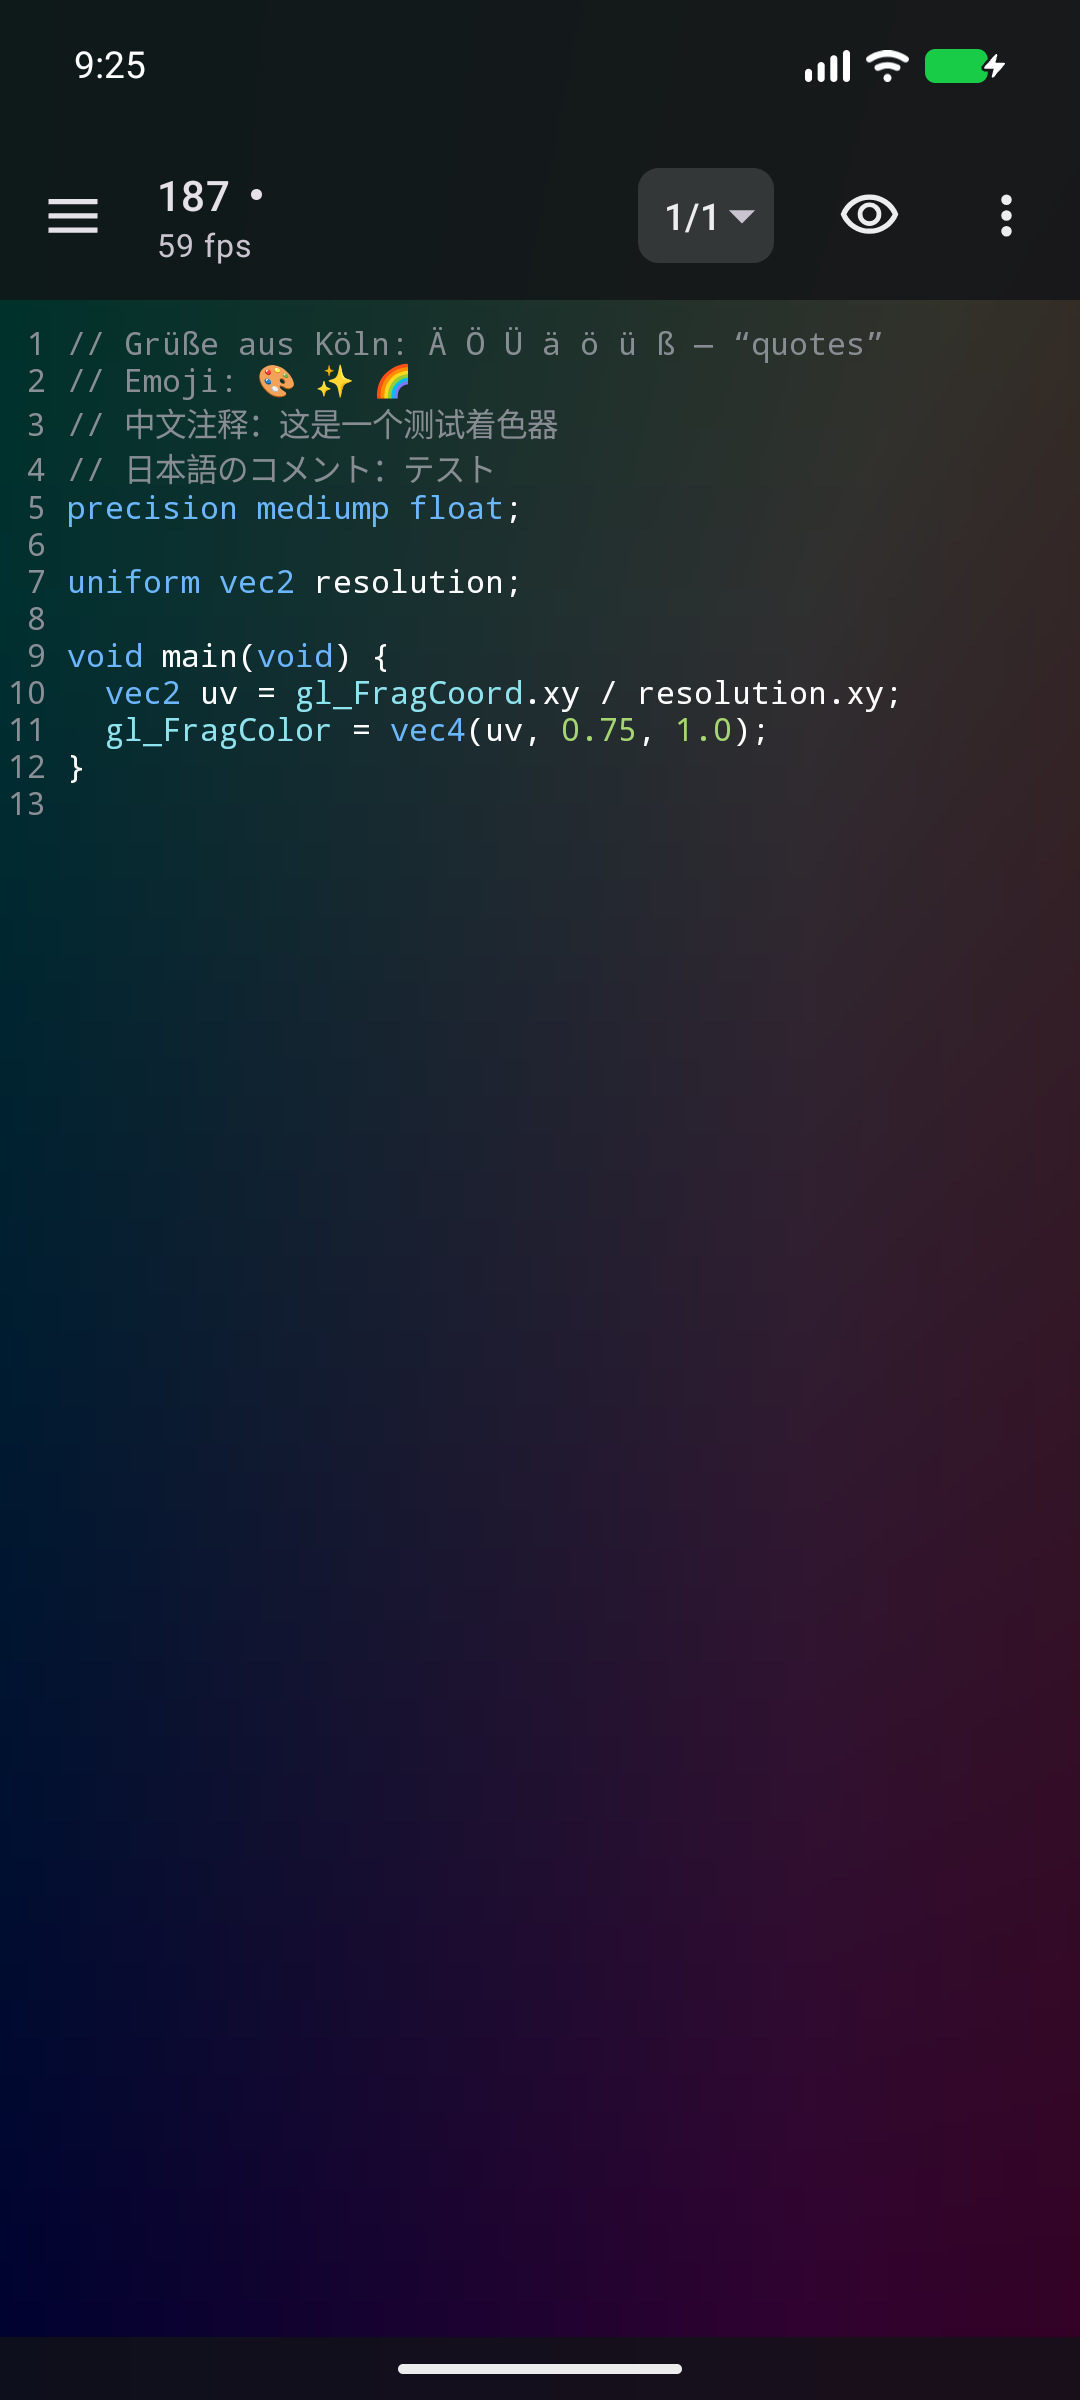 9:25
187 •
59 fps
1/1
1 // Grüße aus Köln: Ä Ö Ü ä ö ü ß — “quotes”
2 // Emoji: 🎨 ✨ 🌈
3 // 中文注释：这是一个测试着色器
4 // 日本語のコメント：テスト
5 precision mediump float;
6
7 uniform vec2 resolution;
8
9 void main(void) {
10   vec2 uv = gl_FragCoord.xy / resolution.xy;
11   gl_FragColor = vec4(uv, 0.75, 1.0);
12 }
13